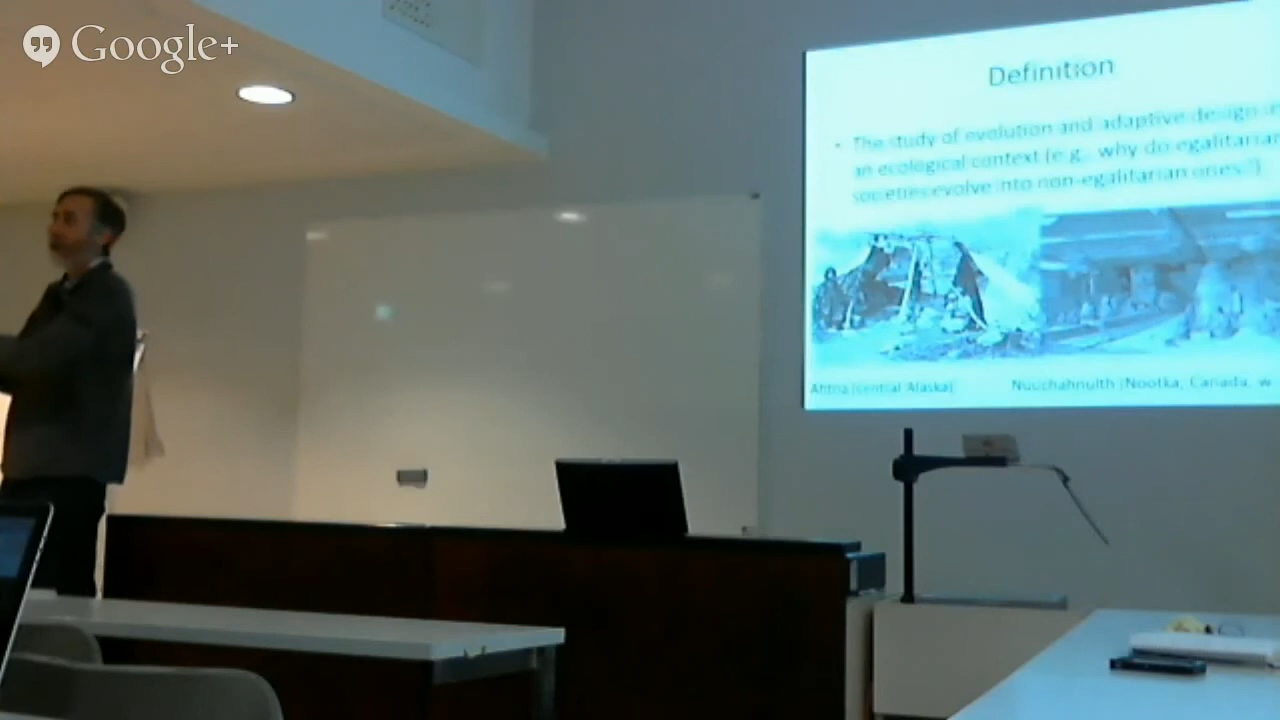 Google+
Definition
• The study of evolution and adaptive design in
an ecological context (e.g., why do egalitarian
societies evolve into non-egalitarian ones?)
Ahtna (central Alaska)
Nuuchahnulth (Nootka, Canada, w.